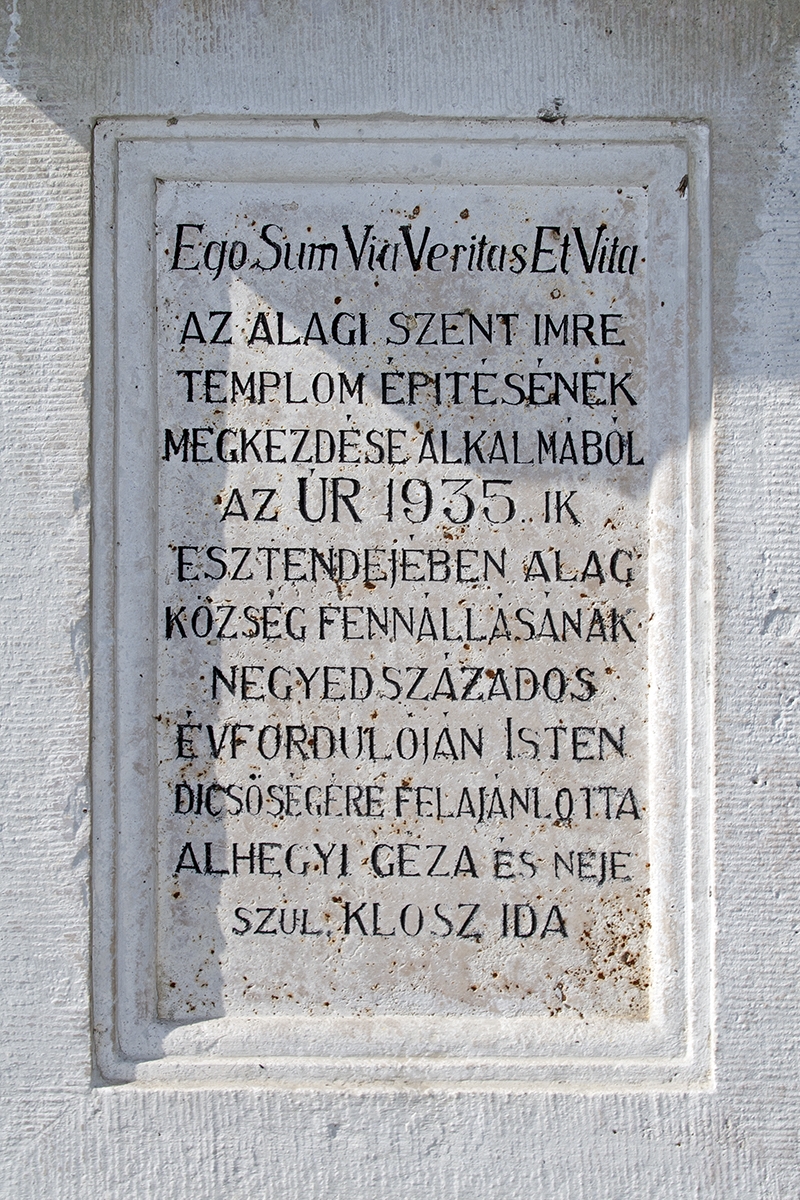 Ego Sum Via Veritas Et Vita
AZ ALAGI SZENT IMRE
TEMPLOM ÉPITÉSÉNEK
MEGKEZDÉSE ALKALMÁBÓL
AZ ÚR 1935. IK
ESZTENDEJÉBEN ALAG
KÖZSÉG FENNÁLLÁSÁNAK
NEGYEDSZÁZADOS
ÉVFORDULÓJÁN ISTEN
DICSŐSÉGÉRE FELAJÁNLOTTA
ALHEGYI GÉZA ÉS NEJE
SZÜL. KLOSZ IDA